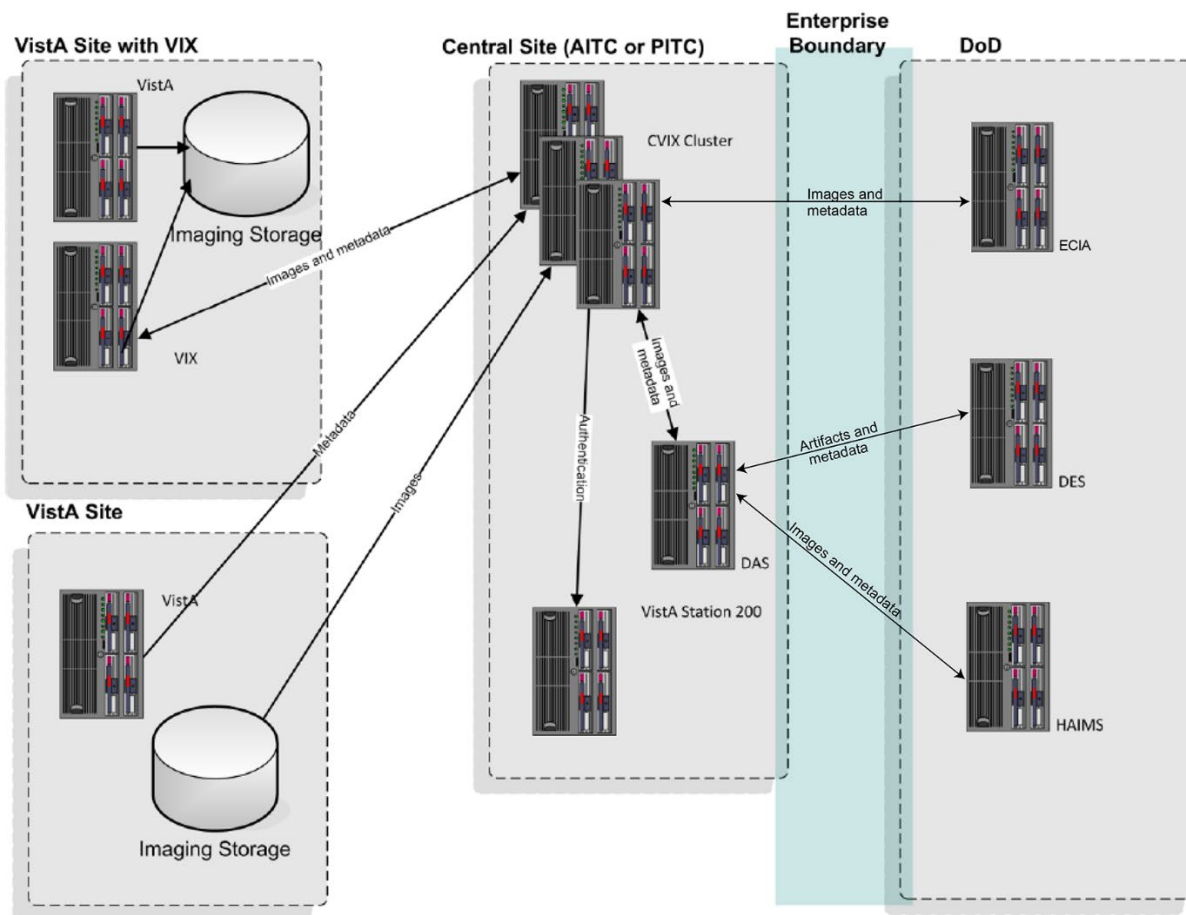 VistA Site with VIX
VistA
Imaging Storage
Images and metadata
VIX
VistA Site
VistA
Imaging Storage
Metadata
Images
Central Site (AITC or PITC)
CVIX Cluster
Images and
metadata
Authentication
DAS
VistA Station 200
Enterprise
Boundary
Images and
metadata
Artifacts and
metadata
Images and metadata
DoD
ECIA
DES
HAIMS